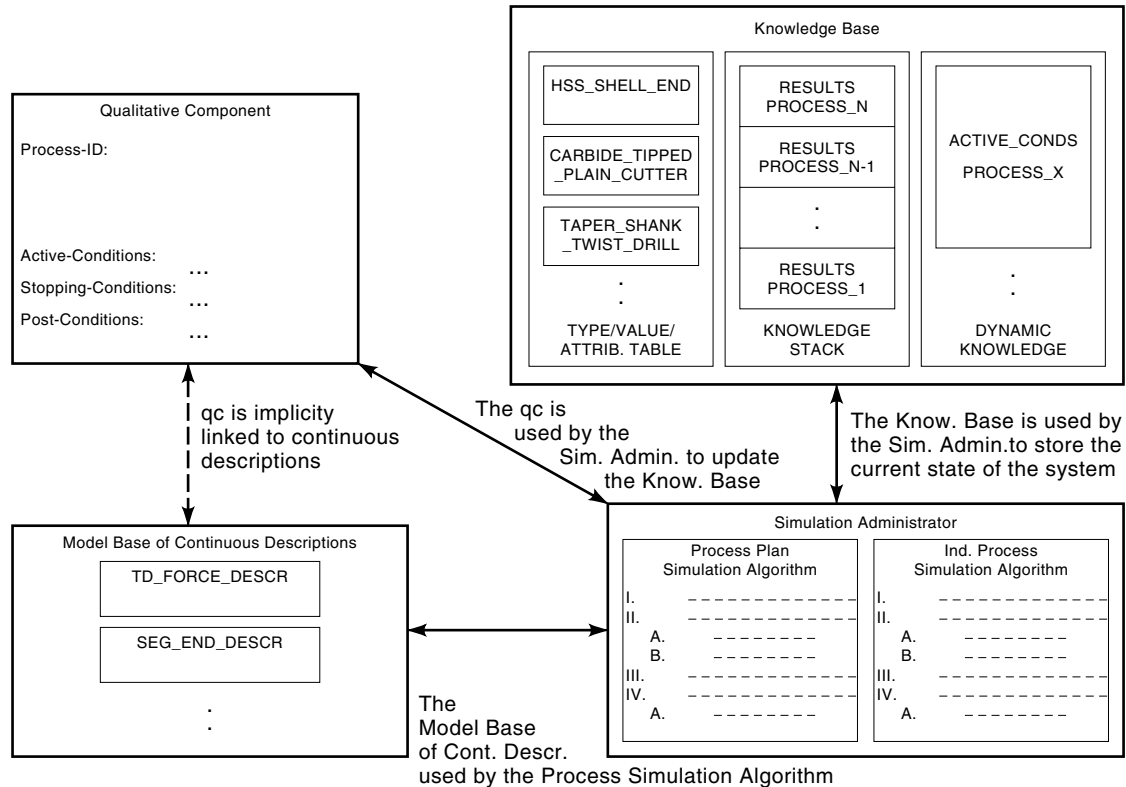 Knowledge Base
HSS_SHELL_END
CARBIDE_TIPPED
_PLAIN_CUTTER
TAPER_SHANK
_TWIST_DRILL
.
.
TYPE/VALUE/
ATTRIB. TABLE
RESULTS
PROCESS_N
RESULTS
PROCESS_N-1
.
.
RESULTS
PROCESS_1
KNOWLEDGE
STACK
ACTIVE_CONDS
PROCESS_X
.
.
DYNAMIC
KNOWLEDGE
Qualitative Component
Process-ID:
Active-Conditions:
...
Stopping-Conditions:
...
Post-Conditions:
...
qc is implicity
linked to continuous
descriptions
The qc is
used by the
Sim. Admin. to update
the Know. Base
The Know. Base is used by
the Sim. Admin.to store the
current state of the system
Model Base of Continuous Descriptions
TD_FORCE_DESCR
SEG_END_DESCR
.
.
The
Model Base
of Cont. Descr.
used by the Process Simulation Algorithm
Simulation Administrator
Process Plan
Simulation Algorithm
I. _ _ _ _ _ _ _ _ _ _ _ _ _
II. _ _ _ _ _ _ _ _ _ _ _ _ _
A. _ _ _ _ _ _ _ _
B. _ _ _ _ _ _ _ _
III. _ _ _ _ _ _ _ _ _ _ _ _ _
IV. _ _ _ _ _ _ _ _ _ _ _ _ _
A. _ _ _ _ _ _ _ _
Ind. Process
Simulation Algorithm
I. _ _ _ _ _ _ _ _ _ _ _ _ _
II. _ _ _ _ _ _ _ _ _ _ _ _ _
A. _ _ _ _ _ _ _ _
B. _ _ _ _ _ _ _ _
III. _ _ _ _ _ _ _ _ _ _ _ _ _
IV. _ _ _ _ _ _ _ _ _ _ _ _ _
A. _ _ _ _ _ _ _ _